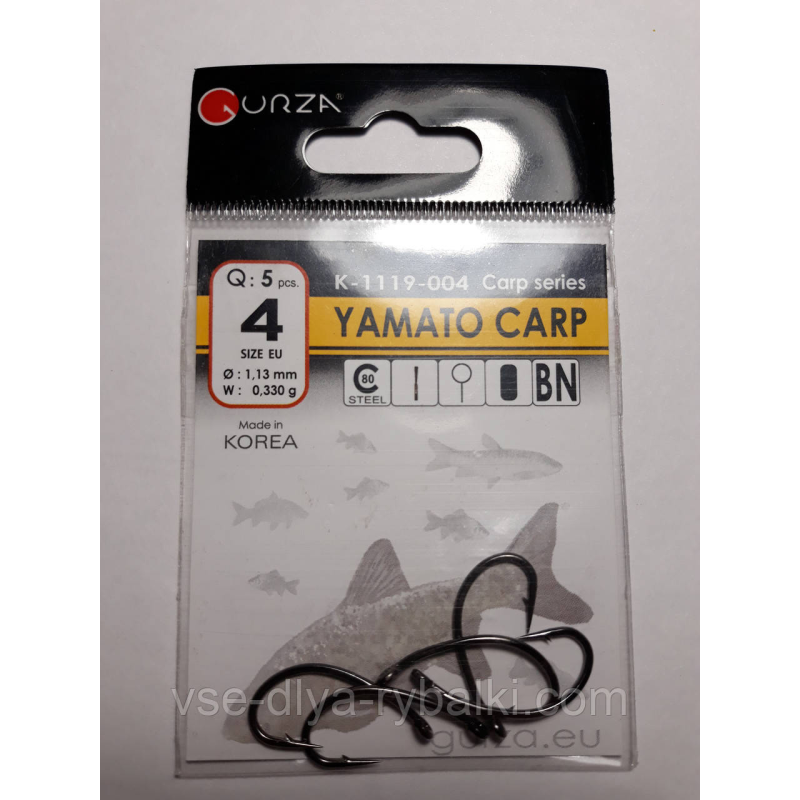 GURZA®
Q: 5 pcs.
4
SIZE EU
Ø : 1,13 mm
W : 0,330 g
K-1119-004 Carp series
YAMATO CARP
C 80
STEEL
BN
Made in
KOREA
vse-dlya-rybalki.com
gurza.eu